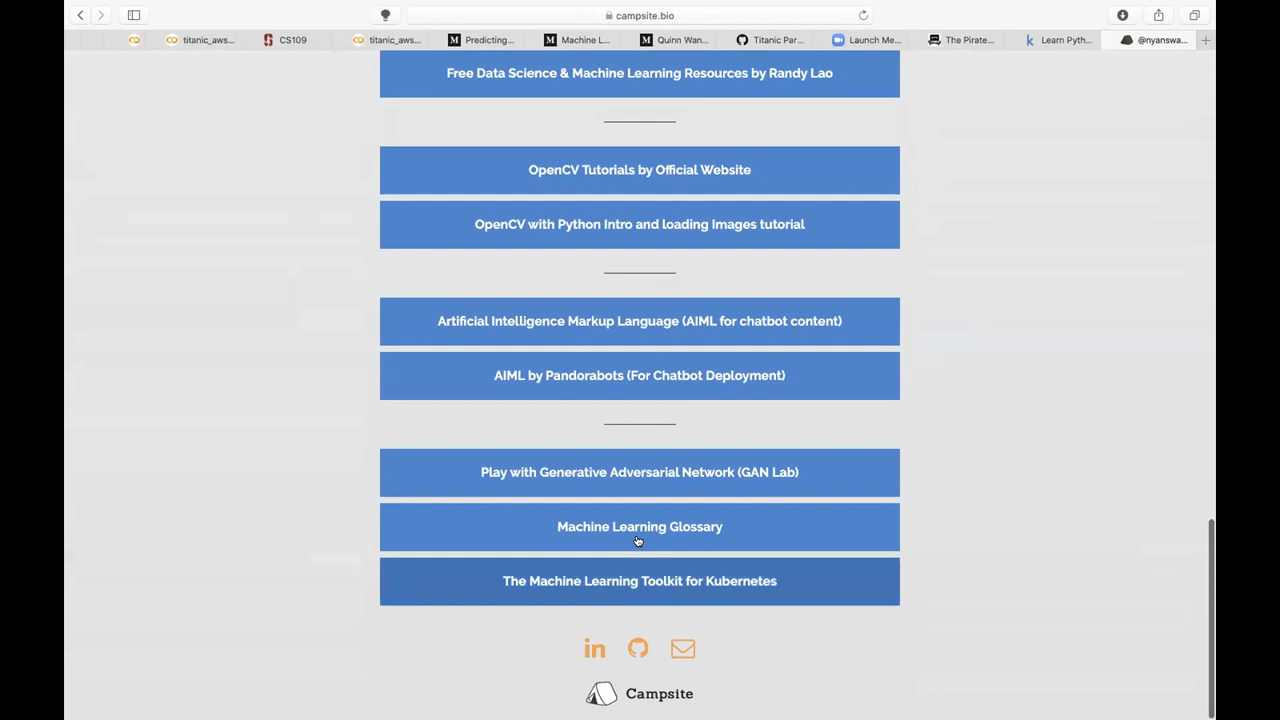 campsite.bio
titanic_aws...
CS109
titanic_aws...
Predicting...
Machine L...
Quinn Wan...
Titanic Par...
Launch Me...
The Pirate...
Learn Pyth...
@nyanswa...
Free Data Science & Machine Learning Resources by Randy Lao
OpenCV Tutorials by Official Website
OpenCV with Python Intro and loading Images tutorial
Artificial Intelligence Markup Language (AIML for chatbot content)
AIML by Pandorabots (For Chatbot Deployment)
Play with Generative Adversarial Network (GAN Lab)
Machine Learning Glossary
The Machine Learning Toolkit for Kubernetes
Campsite